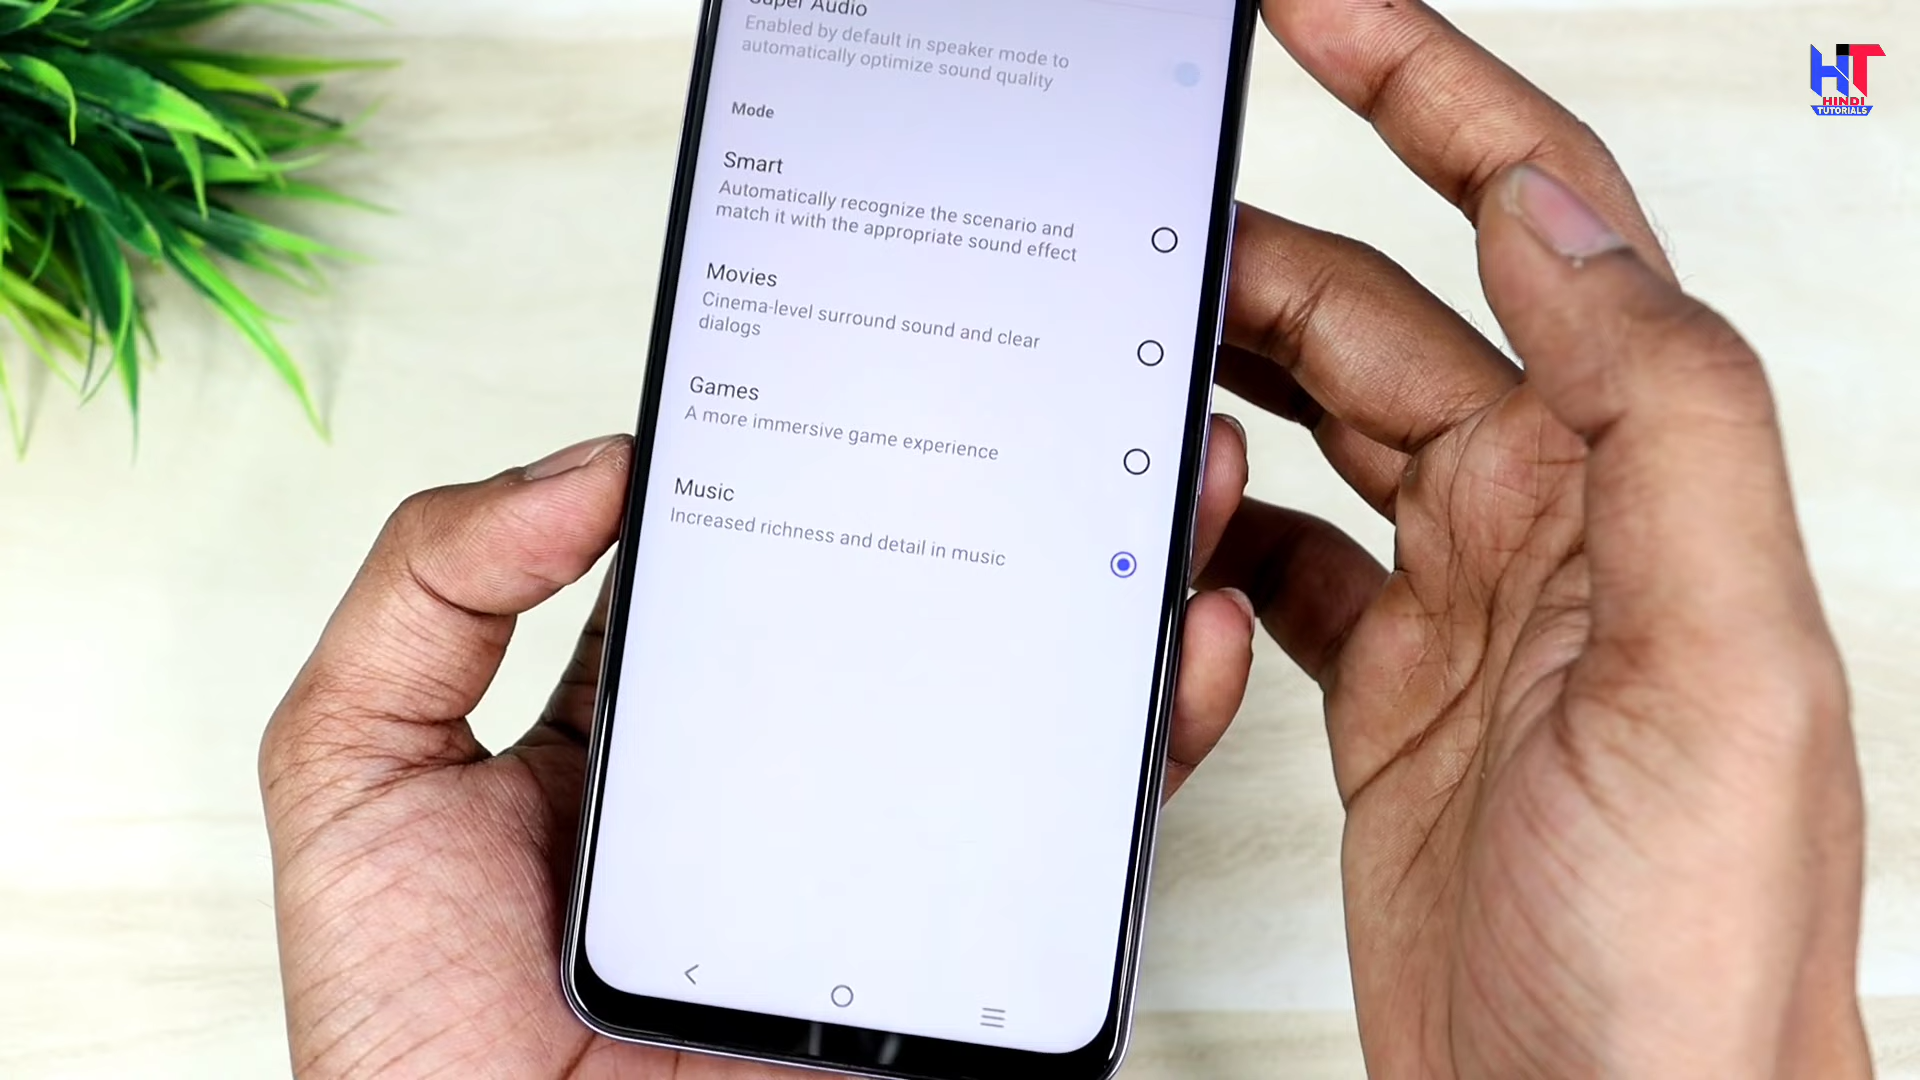 Super Audio
Enabled by default in speaker mode to
automatically optimize sound quality
Mode
Smart
Automatically recognize the scenario and
match it with the appropriate sound effect
Movies
Cinema-level surround sound and clear
dialogs
Games
A more immersive game experience
Music
Increased richness and detail in music
HT
HINDI
TUTORIALS